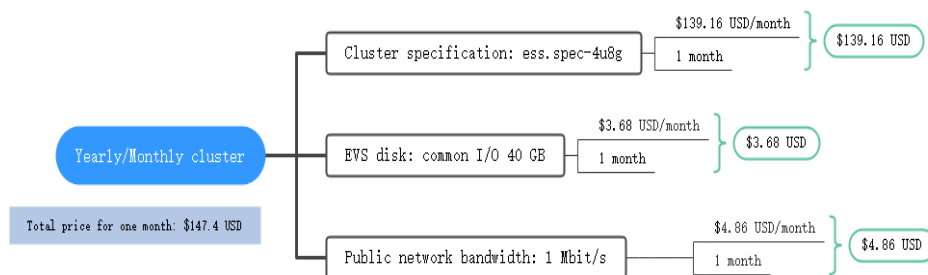 $139.16 USD/month
Cluster specification: ess.spec-4u8g
1 month
$139.16 USD
$3.68 USD/month
Yearly/Monthly cluster
EVS disk: common I/O 40 GB
1 month
$3.68 USD
Total price for one month: $147.4 USD
$4.86 USD/month
Public network bandwidth: 1 Mbit/s
1 month
$4.86 USD